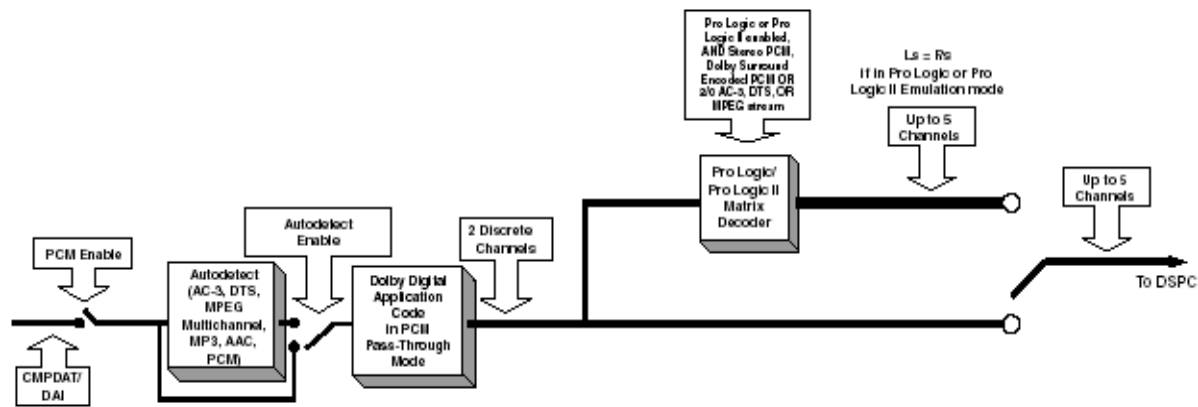 Pro Logic or Pro
Logic II enabled,
AND Stereo PCM,
Dolby Surround
Encoded PCM OR
2/0 AC-3, DTS, OR
MPEG stream
Ls = Rs
If in Pro Logic or Pro
Logic II Emulation mode
Up to 5
Channels
Pro Logic/
Pro Logic II
Matrix
Decoder
Up to 5
Channels
Autodetect
Enable
2 Discrete
Channels
PCM Enable
Autodetect
(AC-3, DTS,
MPEG
Multichannel,
MP3, AAC,
PCM)
Dolby Digital
Application
Code
in PCM
Pass-Through
Mode
To DSPC
CMPDAT/
DAI